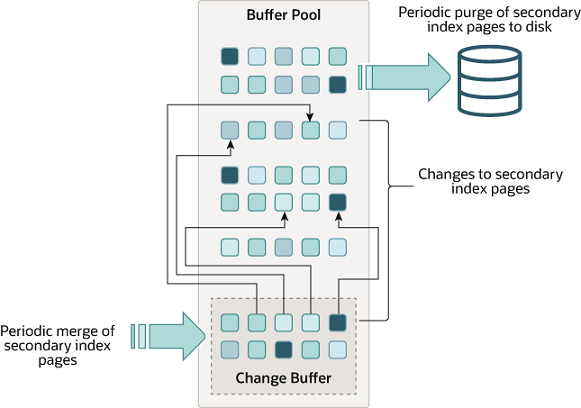 Buffer Pool
Periodic purge of secondary
index pages to disk
Changes to secondary
index pages
Periodic merge of
secondary index
pages
Change Buffer